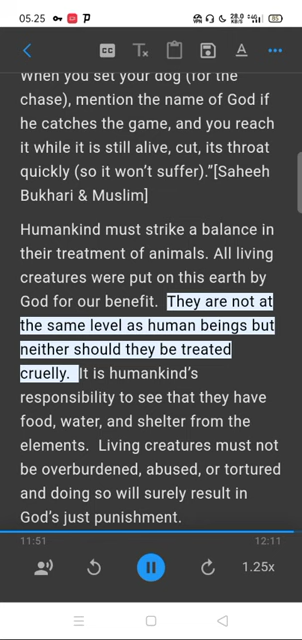 05.25
28.0
KB/S
CC
When you set your dog (for the
chase), mention the name of God if
he catches the game, and you reach
it while it is still alive, cut, its throat
quickly (so it won't suffer)."[Saheeh
Bukhari & Muslim]
Humankind must strike a balance in
their treatment of animals. All living
creatures were put on this earth by
God for our benefit.  They are not at
the same level as human beings but
neither should they be treated
cruelly.  It is humankind's
responsibility to see that they have
food, water, and shelter from the
elements.  Living creatures must not
be overburdened, abused, or tortured
and doing so will surely result in
God's just punishment.
11:51
12:11
1.25x